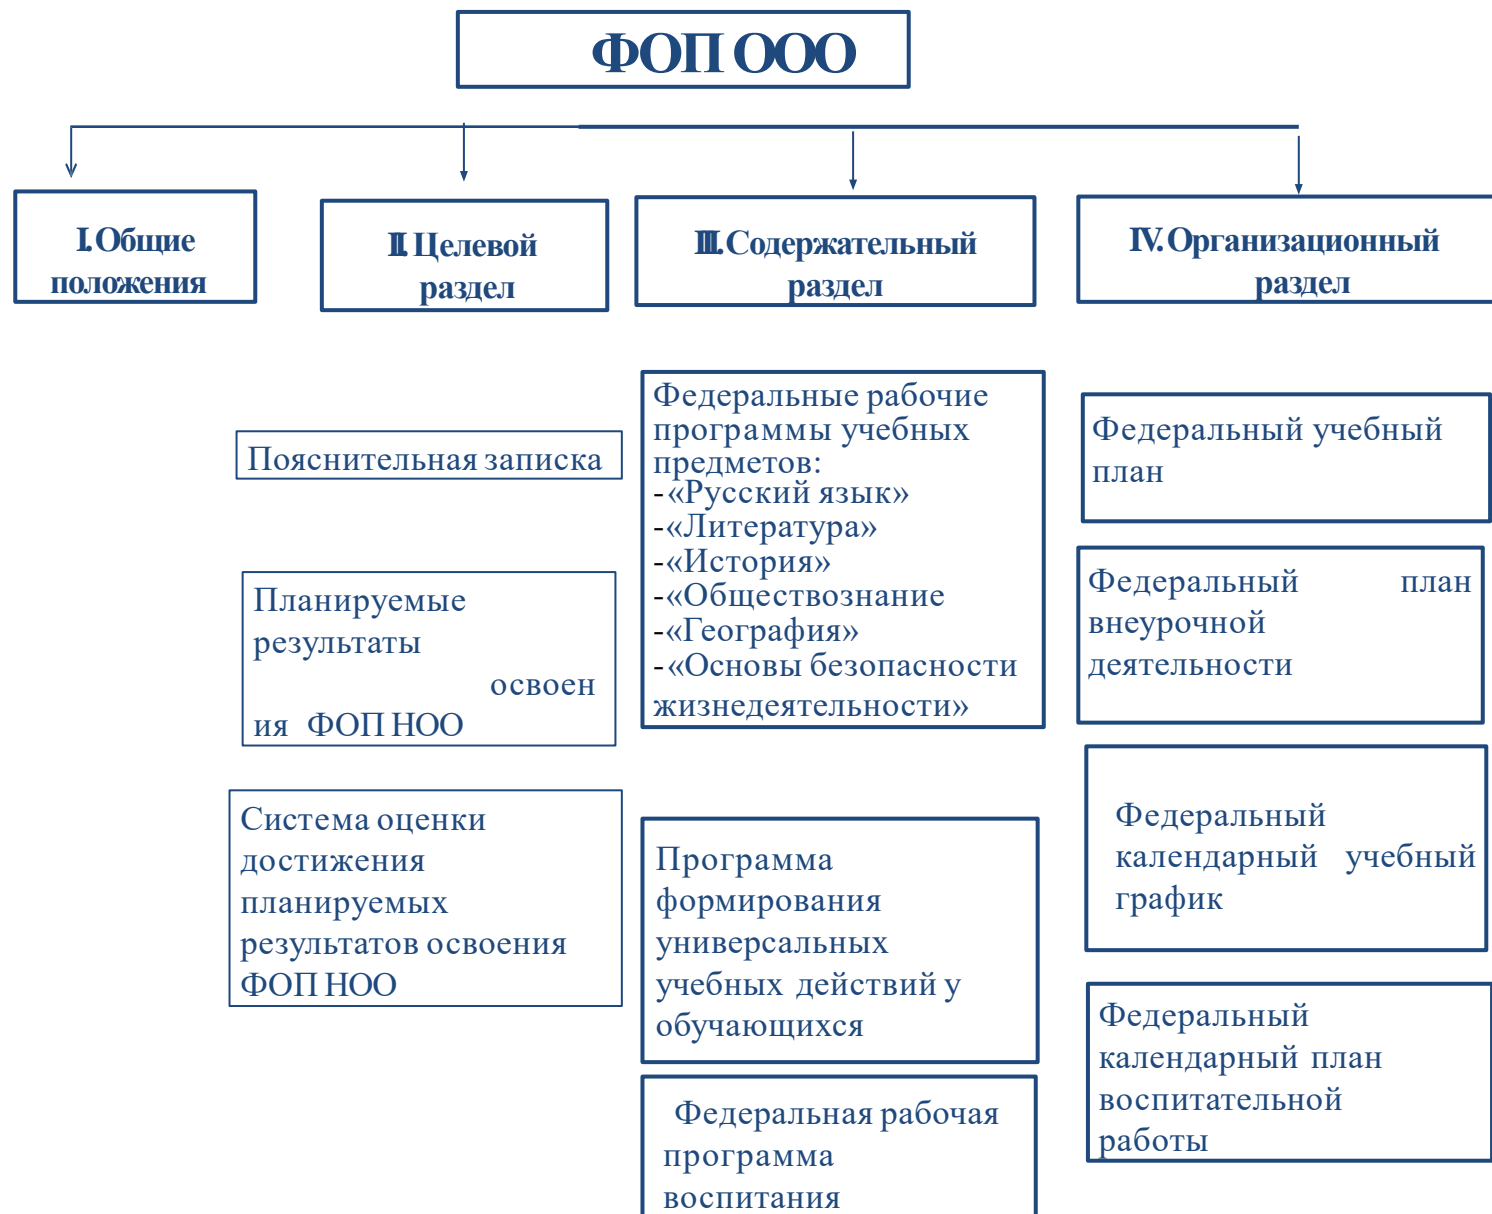 ФОП ООО
I. Общие
положения
II. Целевой
раздел
III. Содержательный
раздел
IV. Организационный
раздел
Пояснительная записка
Планируемые
результаты
освоен
ия ФОП НОО
Система оценки
достижения
планируемых
результатов освоения
ФОП НОО
Федеральные рабочие
программы учебных
предметов:
-«Русский язык»
-«Литература»
-«История»
-«Обществознание
-«География»
-«Основы безопасности
жизнедеятельности»
Программа
формирования
универсальных
учебных действий у
обучающихся
Федеральная рабочая
программа
воспитания
Федеральный учебный
план
Федеральный план
внеурочной
деятельности
Федеральный
календарный учебный
график
Федеральный
календарный план
воспитательной
работы